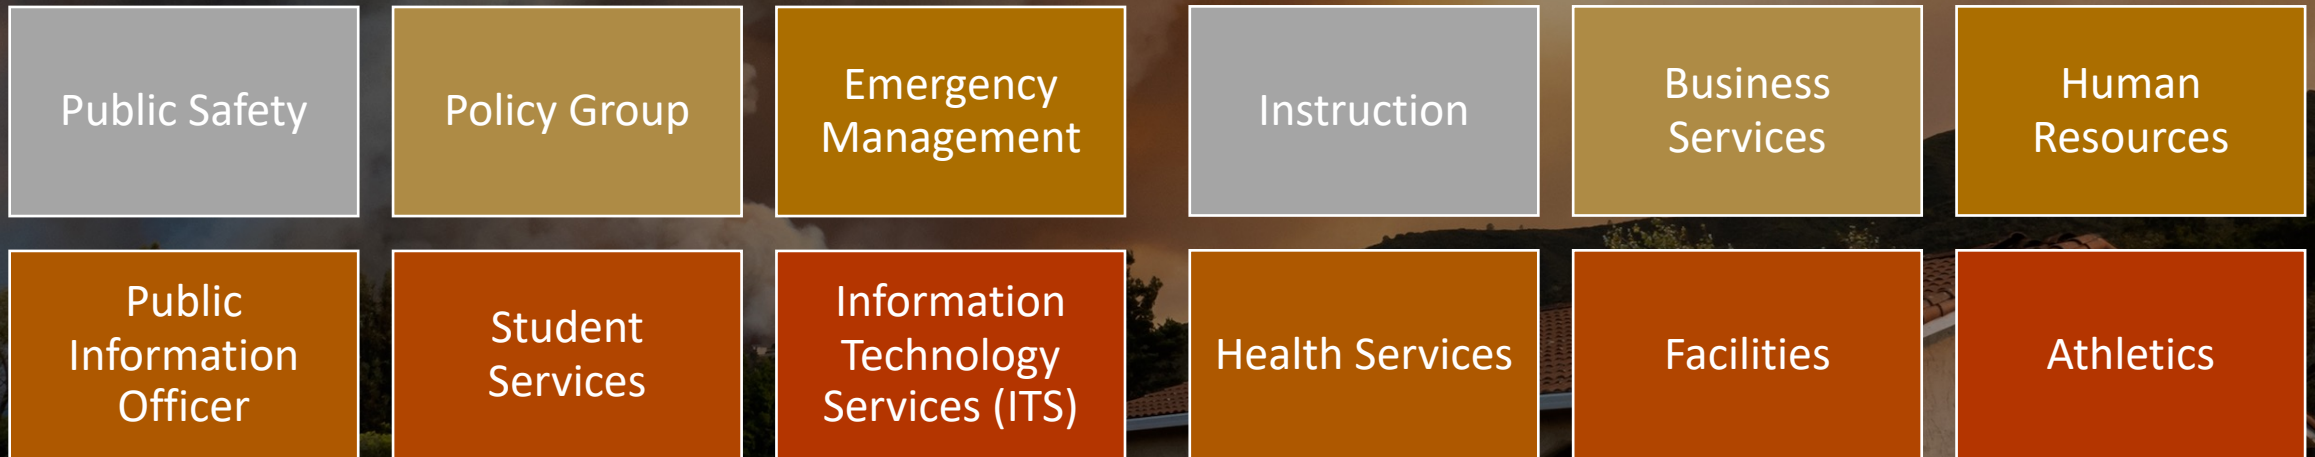 Public Safety
Policy Group
Emergency
Management
Instruction
Business
Services
Human
Resources
Public
Information
Officer
Student
Services
Information
Technology
Services (ITS)
Health Services
Facilities
Athletics